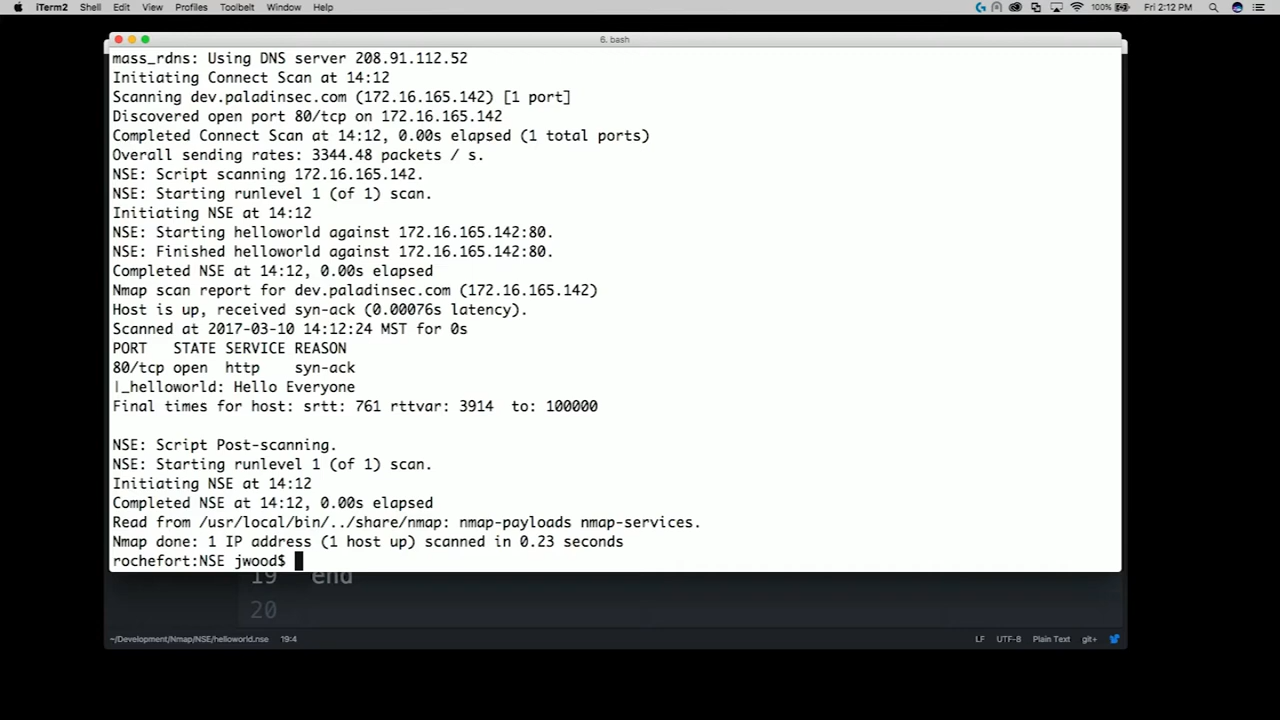 iTerm2 Shell Edit View Profiles Toolbelt Window Help 100% Fri 2:12 PM
6. bash
mass_rdns: Using DNS server 208.91.112.52
Initiating Connect Scan at 14:12
Scanning dev.paladinsec.com (172.16.165.142) [1 port]
Discovered open port 80/tcp on 172.16.165.142
Completed Connect Scan at 14:12, 0.00s elapsed (1 total ports)
Overall sending rates: 3344.48 packets / s.
NSE: Script scanning 172.16.165.142.
NSE: Starting runlevel 1 (of 1) scan.
Initiating NSE at 14:12
NSE: Starting helloworld against 172.16.165.142:80.
NSE: Finished helloworld against 172.16.165.142:80.
Completed NSE at 14:12, 0.00s elapsed
Nmap scan report for dev.paladinsec.com (172.16.165.142)
Host is up, received syn-ack (0.00076s latency).
Scanned at 2017-03-10 14:12:24 MST for 0s
PORT   STATE SERVICE REASON
80/tcp open  http    syn-ack
|_helloworld: Hello Everyone
Final times for host: srtt: 761 rttvar: 3914  to: 100000
NSE: Script Post-scanning.
NSE: Starting runlevel 1 (of 1) scan.
Initiating NSE at 14:12
Completed NSE at 14:12, 0.00s elapsed
Read from /usr/local/bin/../share/nmap: nmap-payloads nmap-services.
Nmap done: 1 IP address (1 host up) scanned in 0.23 seconds
rochefort:NSE jwood$
19 end
20
~/Development/Nmap/NSE/helloworld.nse 19:4 LF UTF-8 Plain Text git+